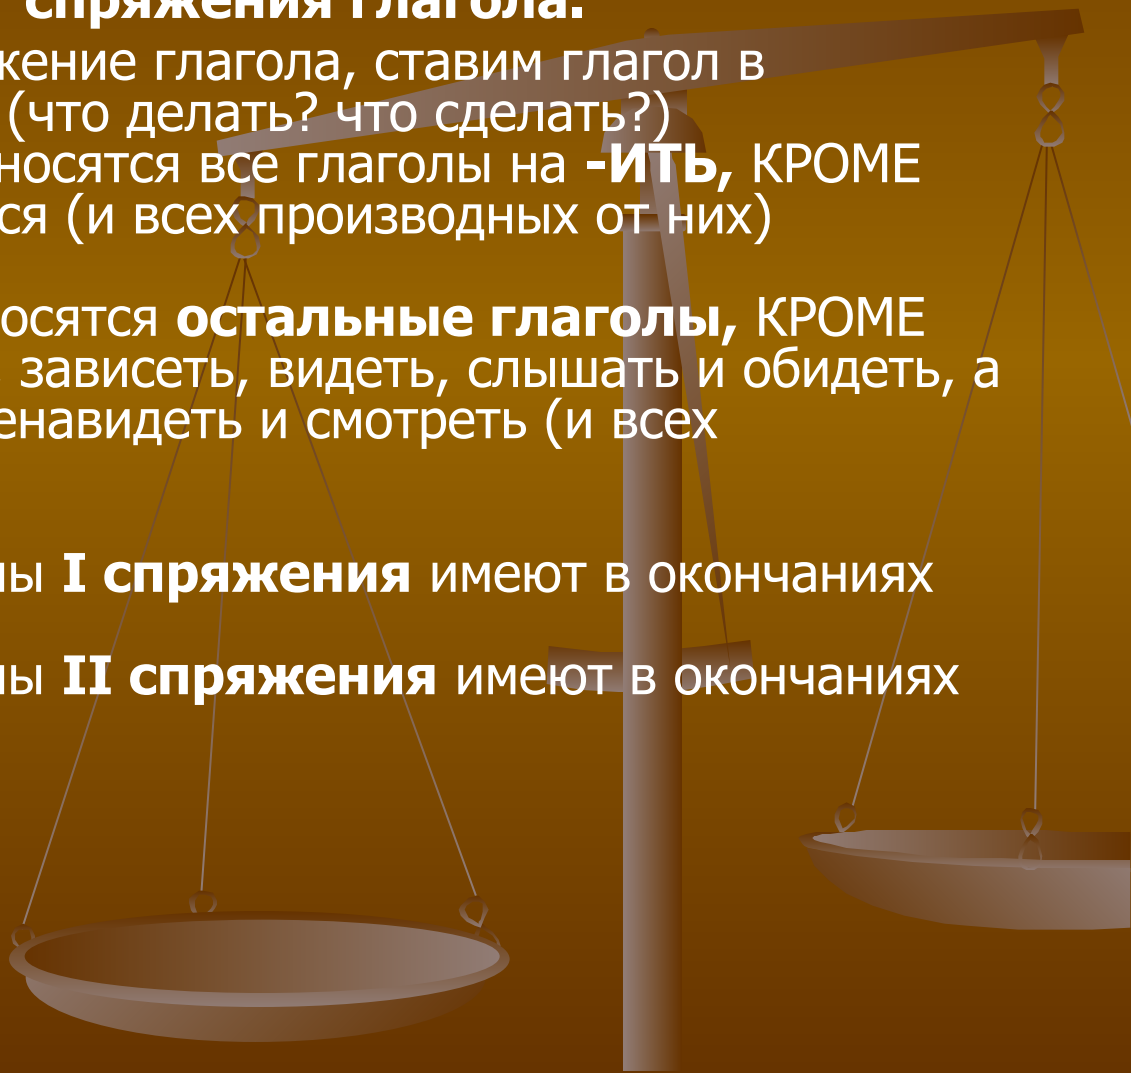 спряжения глагола.
жение глагола, ставим глагол в
(что делать? что сделать?)
носятся все глаголы на -ИТЬ, КРОМЕ
ся (и всех производных от них)
осятся остальные глаголы, КРОМЕ
зависеть, видеть, слышать и обидеть, а
енавидеть и смотреть (и всех
ы I спряжения имеют в окончаниях
ы II спряжения имеют в окончаниях